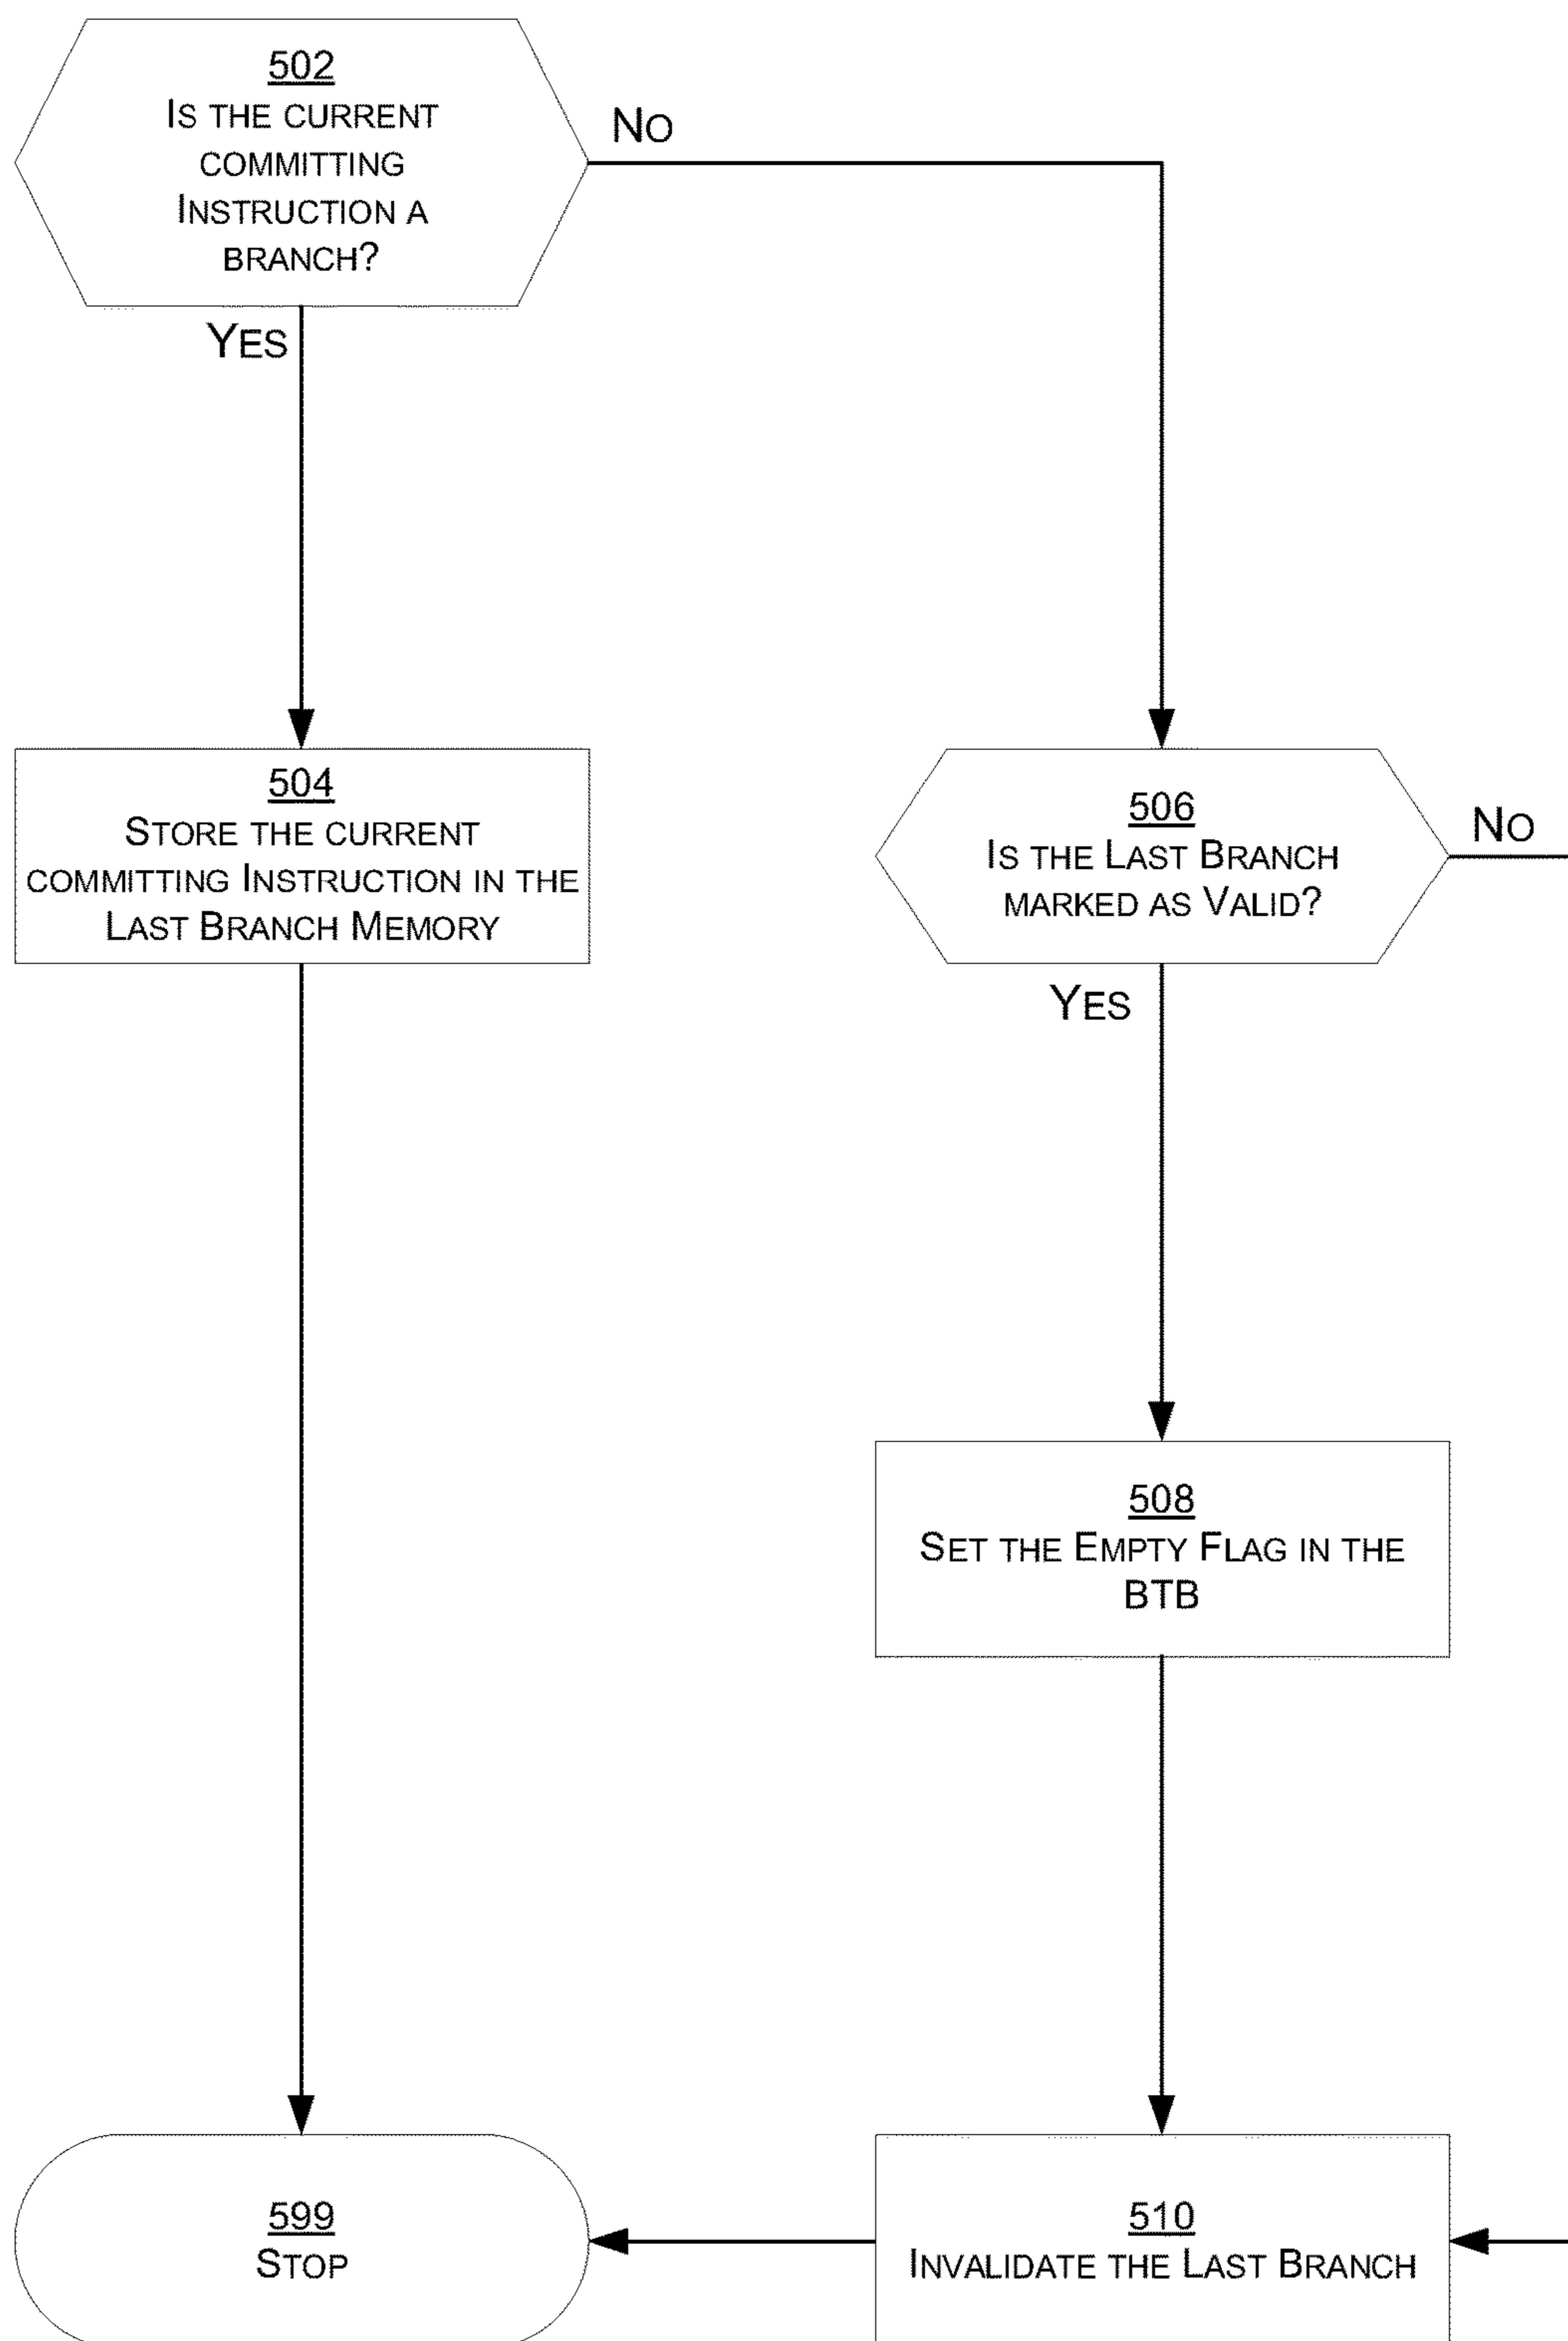 502
IS THE CURRENT
COMMITTING
INSTRUCTION A
BRANCH?
NO
YES
504
STORE THE CURRENT
COMMITTING INSTRUCTION IN THE
LAST BRANCH MEMORY
506
IS THE LAST BRANCH
MARKED AS VALID?
NO
YES
508
SET THE EMPTY FLAG IN THE
BTB
599
STOP
510
INVALIDATE THE LAST BRANCH